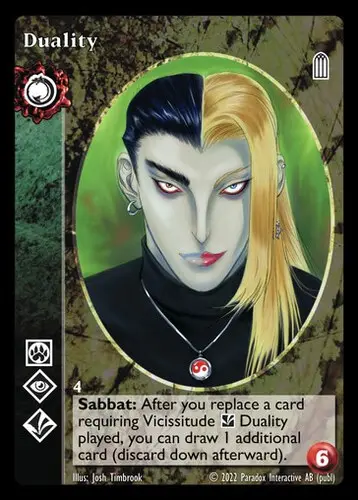 Duality
4
Sabbat: After you replace a card
requiring Vicissitude Duality
played, you can draw 1 additional
card (discard down afterward).
6
Illus: Josh Timbrook
© 2022 Paradox Interactive AB (publ)